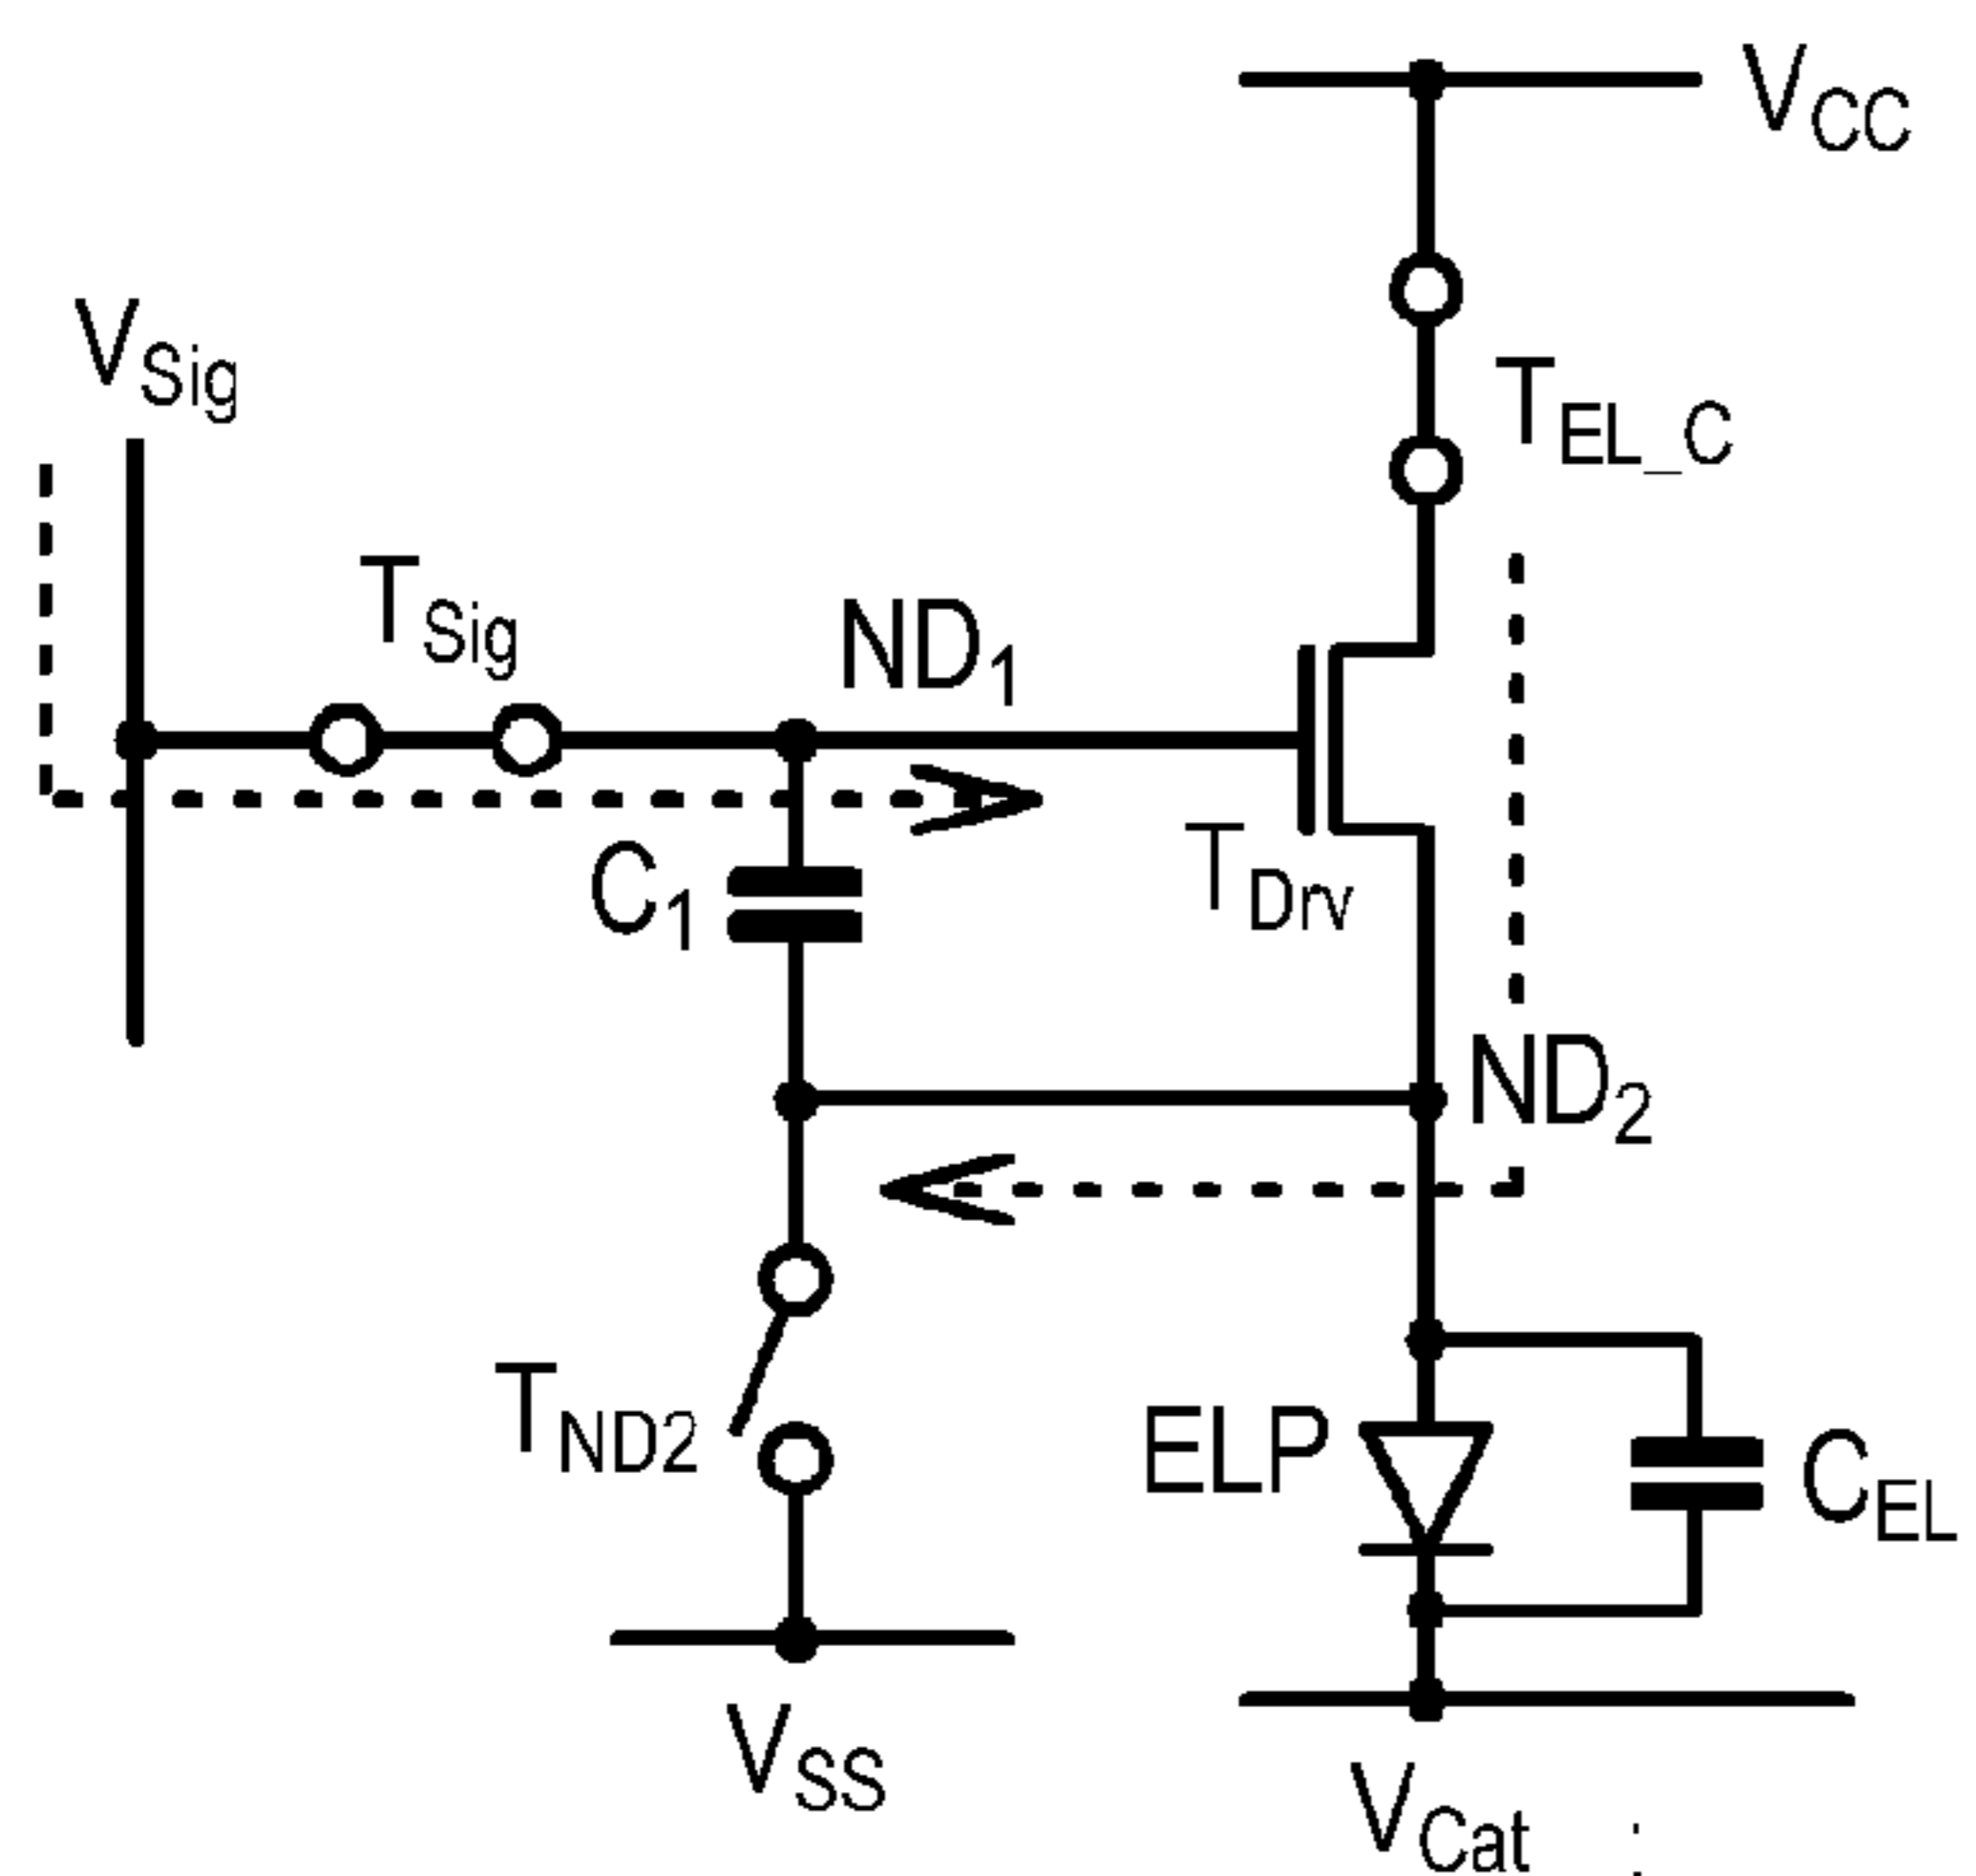 VCC
VSig
TEL_C
TSig
ND1
C1
TDrv
ND2
TND2
ELP
CEL
VSS
VCat